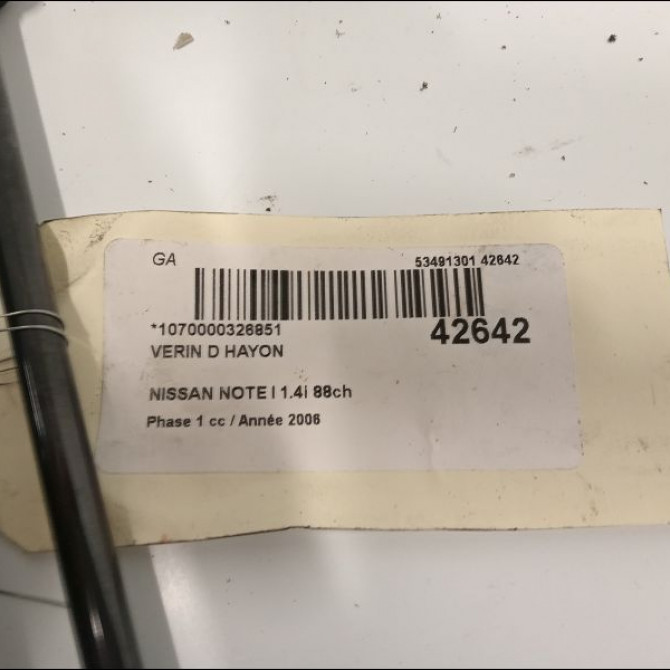 GA
53491301 42642
*1070000326851
42642
VERIN D HAYON
NISSAN NOTE I 1.4i 88ch
Phase 1 cc / Année 2006